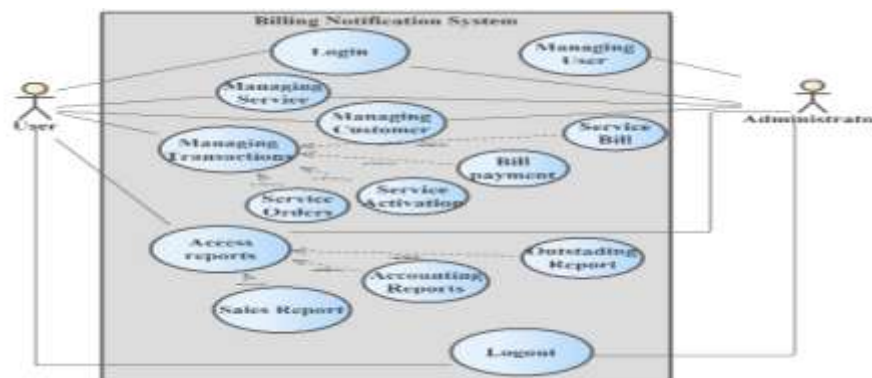 Billing Notification System
Login
Managing
User
Managing
Service
User
Managing
Customer
Administrator
Service
Bill
Managing
Transactions
Bill
payment
Service
Orders
Service
Activation
Access
reports
Outstading
Report
Accounting
Reports
Sales Report
Logout